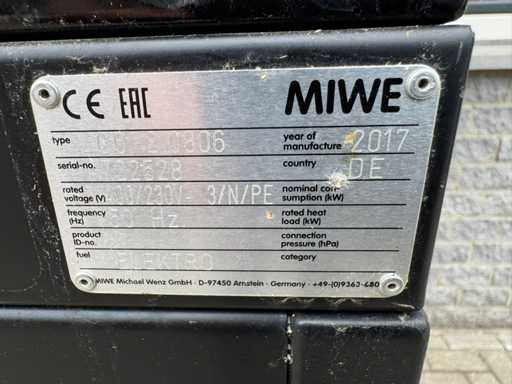 CE EAC MIWE
type
year of manufacture 2017
serial-no.
country DE
rated voltage (V) 3/N/PE
nominal consumption (kW)
frequency (Hz) Hz
rated heat load (kW)
product ID-no.
connection pressure (hPa)
fuel ELEKTRO
category
MIWE Michael Wenz GmbH · D-97450 Arnstein · Germany · +49-(0)9363-680